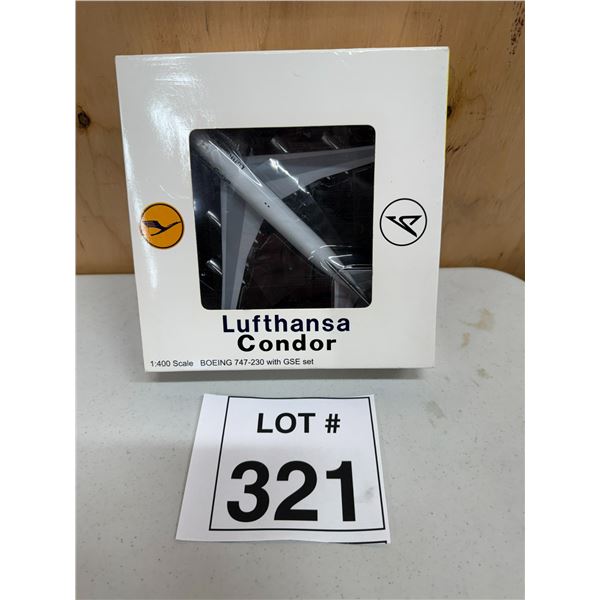 Lufthansa
Condor
1:400 Scale BOEING 747-230 with GSE set
LOT #
321